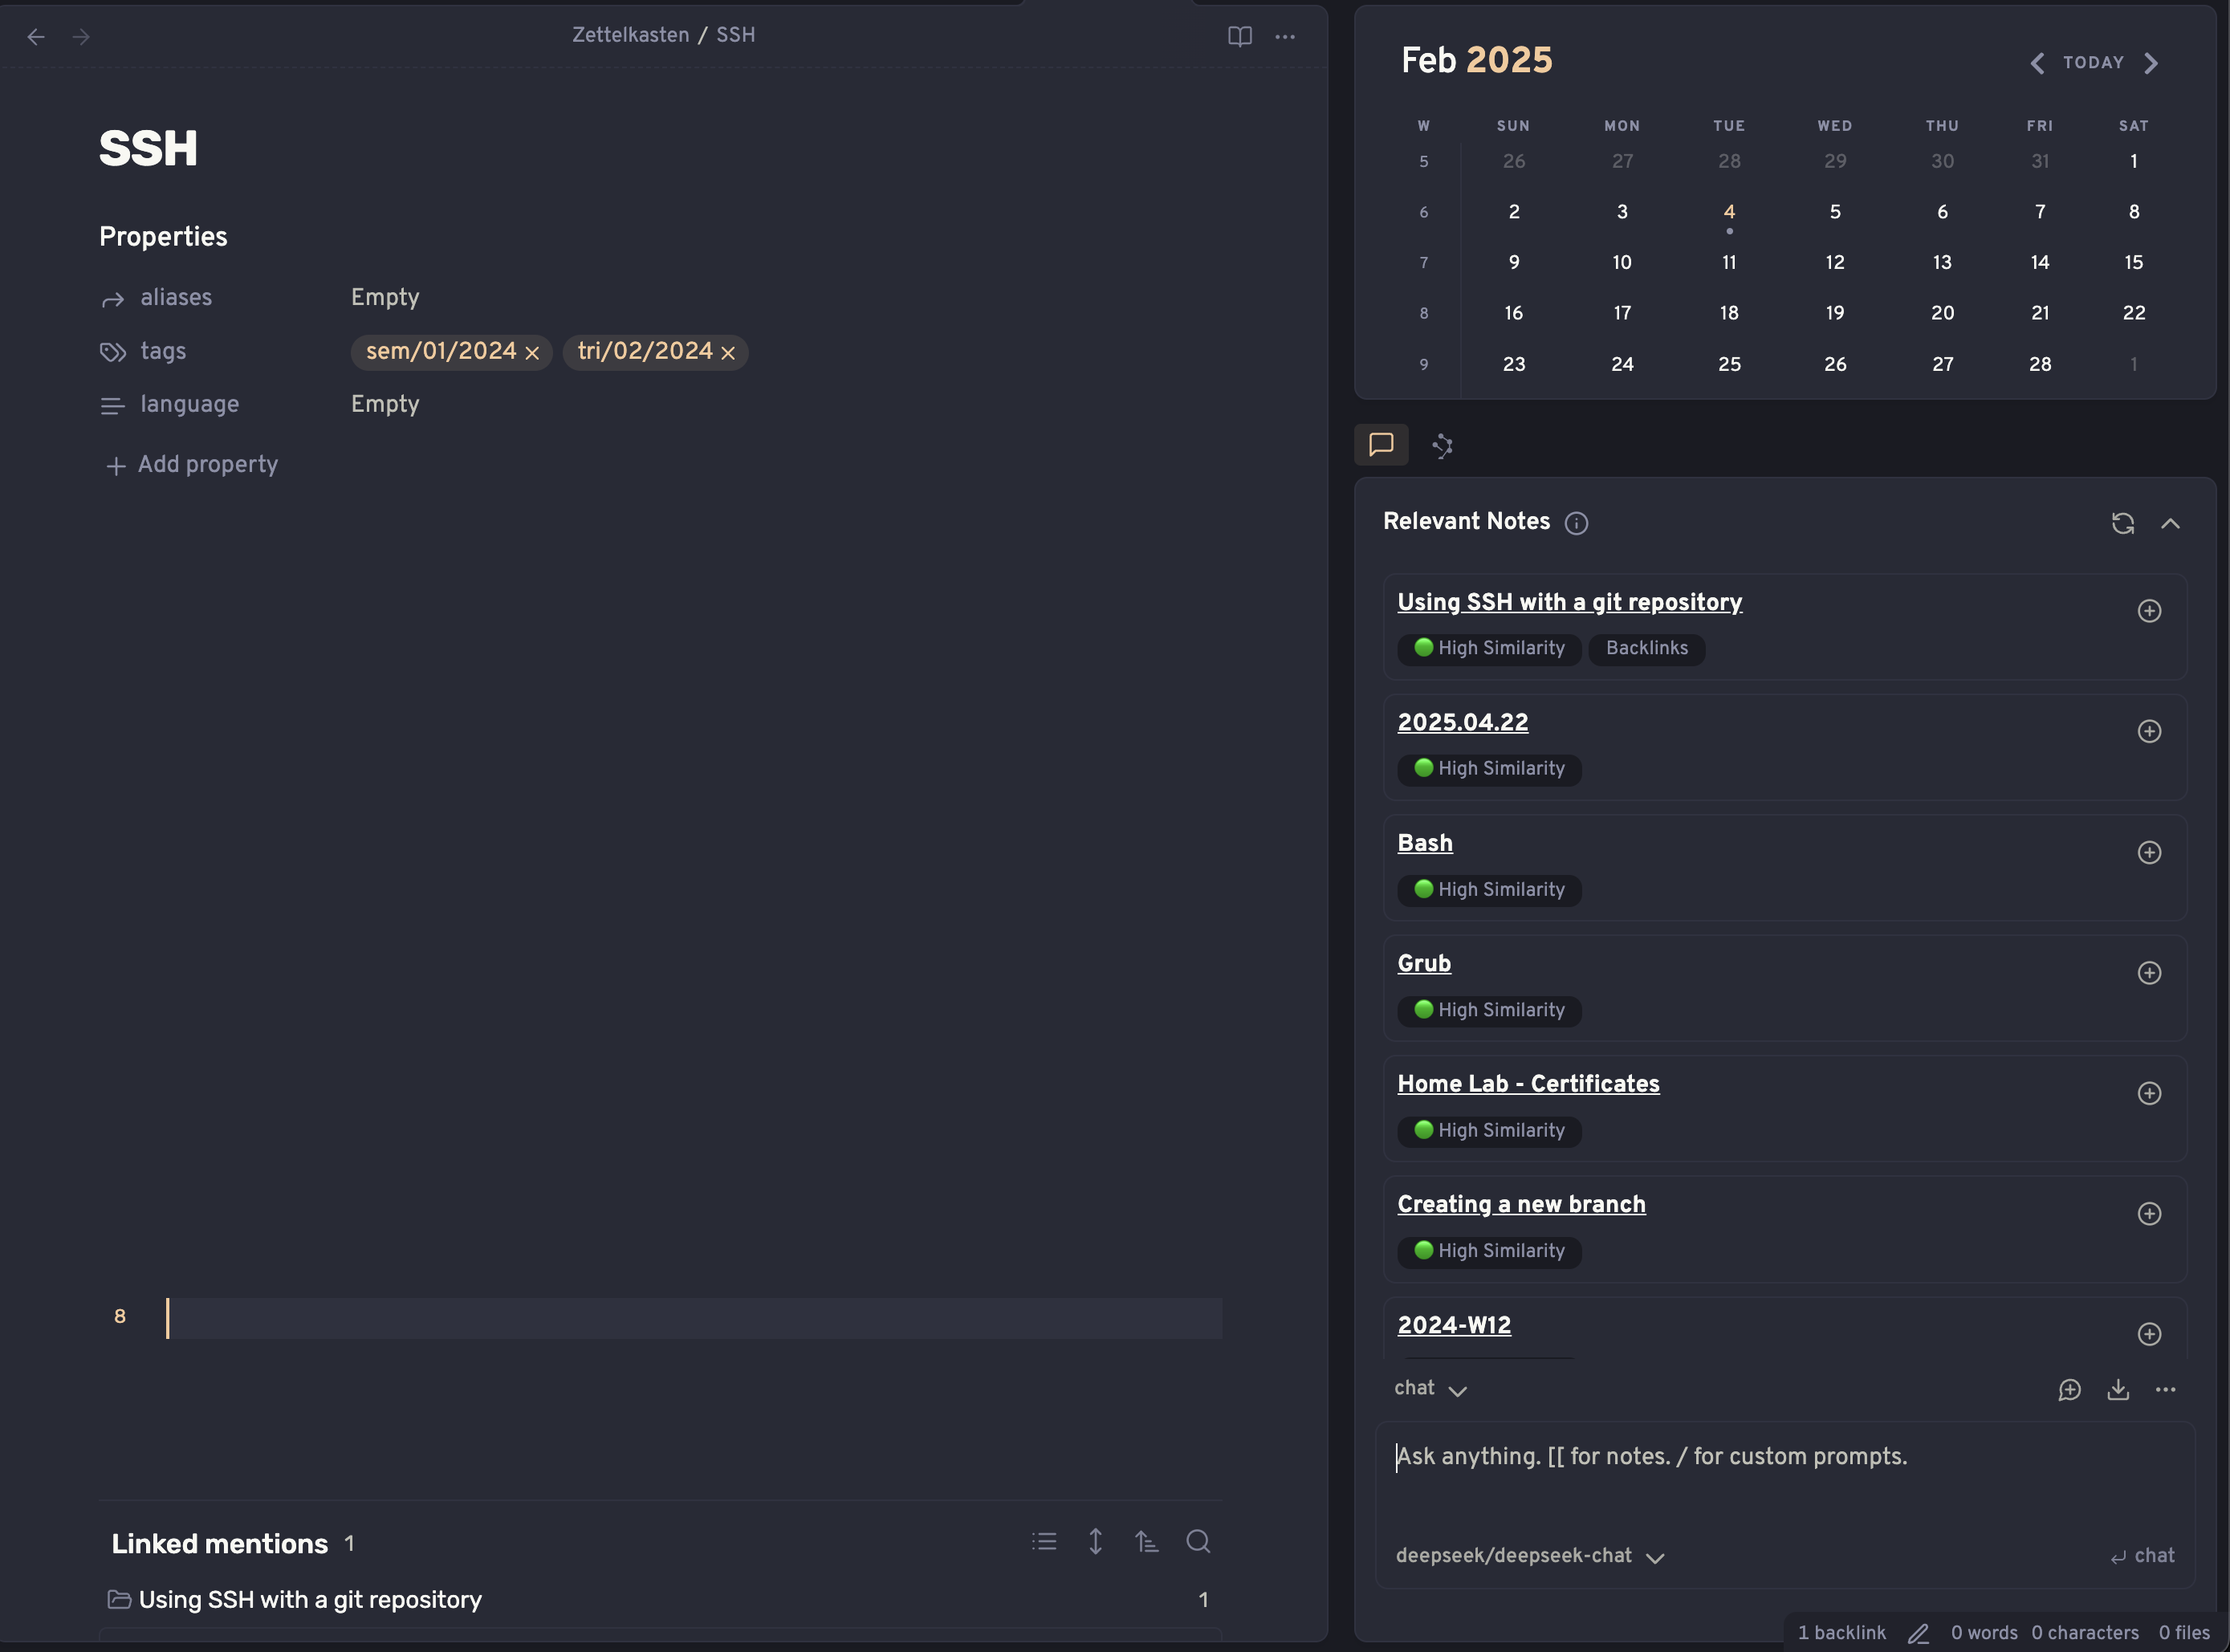 Zettelkasten / SSH
SSH
Properties
aliases Empty
tags sem/01/2024 tri/02/2024
language Empty
Add property
8
Linked mentions 1
Using SSH with a git repository 1
Feb 2025
TODAY
W SUN MON TUE WED THU FRI SAT
5 26 27 28 29 30 31 1
6 2 3 4 5 6 7 8
7 9 10 11 12 13 14 15
8 16 17 18 19 20 21 22
9 23 24 25 26 27 28 1
Relevant Notes
Using SSH with a git repository
High Similarity Backlinks
2025.04.22
High Similarity
Bash
High Similarity
Grub
High Similarity
Home Lab - Certificates
High Similarity
Creating a new branch
High Similarity
2024-W12
chat
Ask anything. [[ for notes. / for custom prompts.
deepseek/deepseek-chat chat
1 backlink 0 words 0 characters 0 files